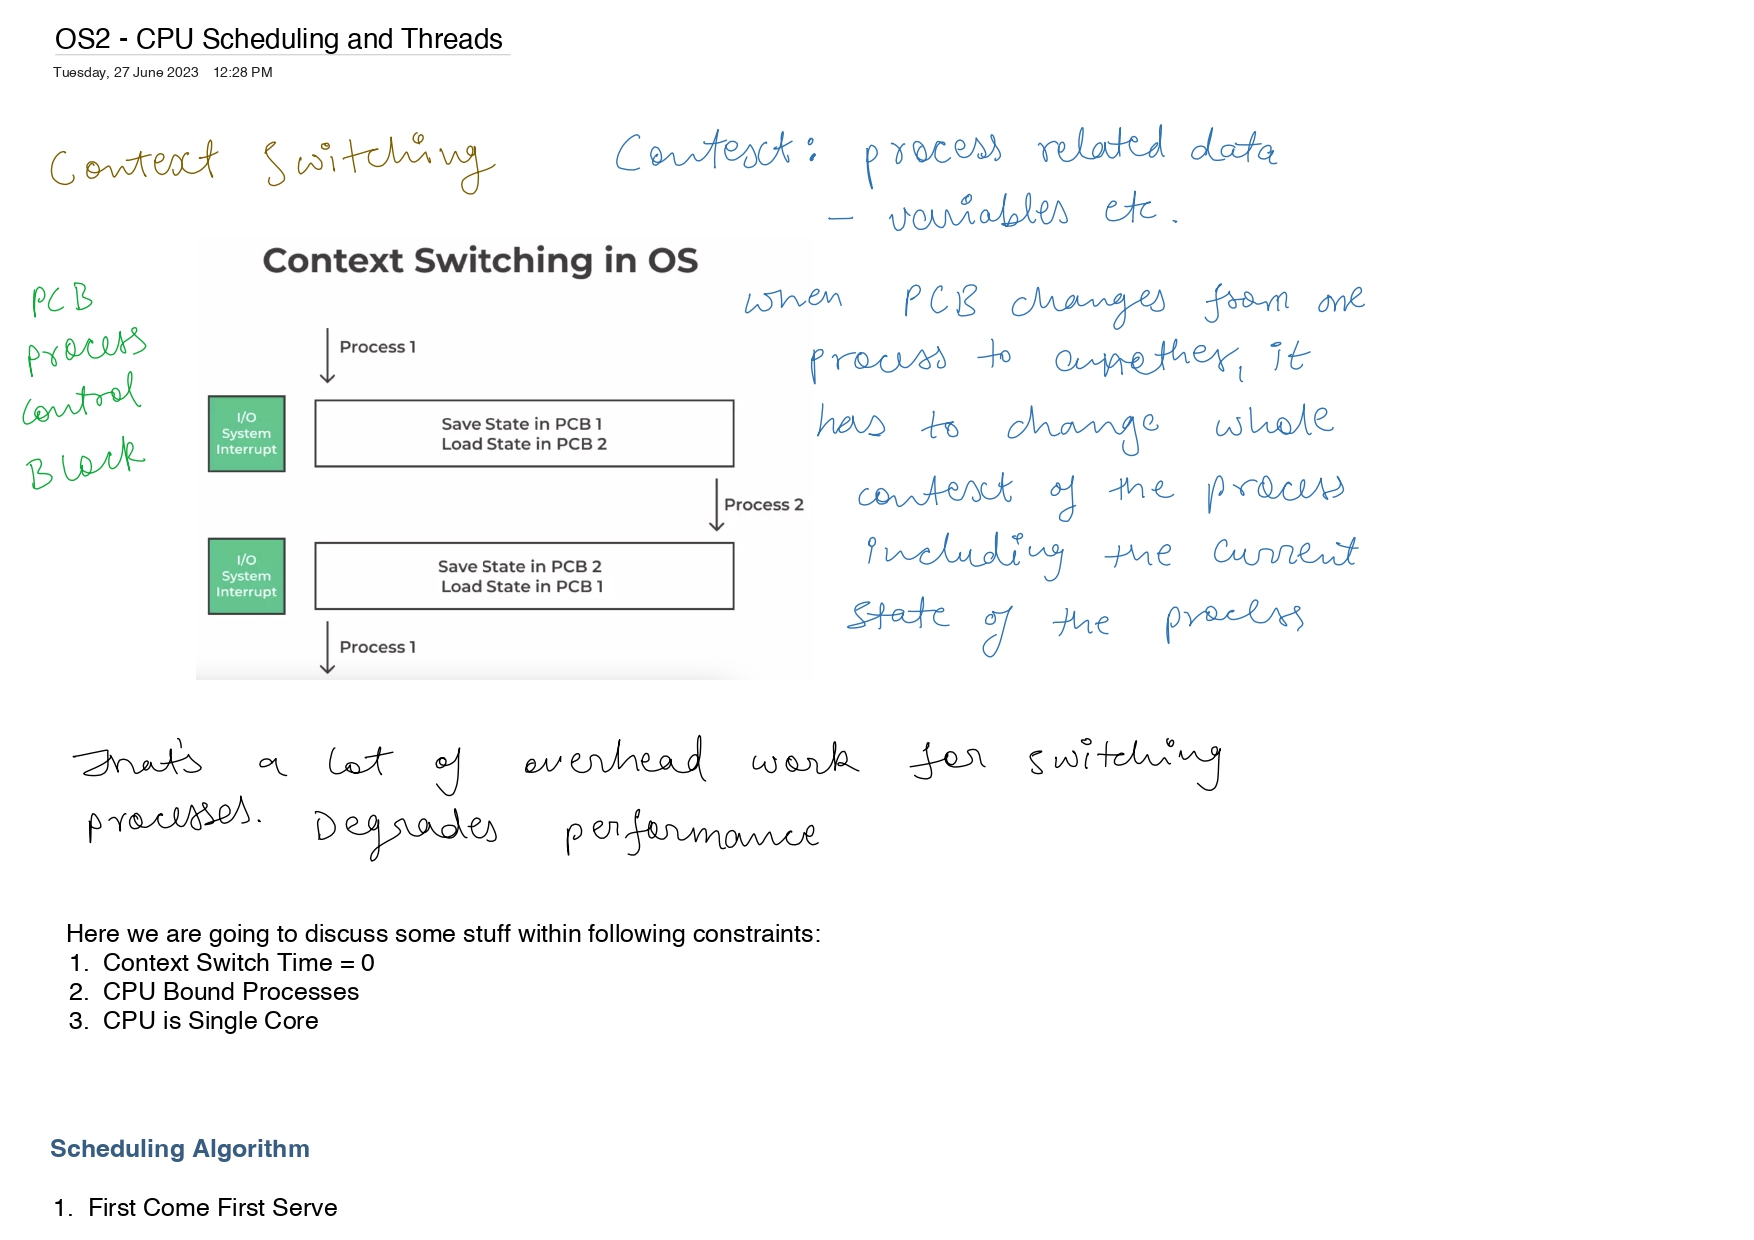 OS2 - CPU Scheduling and Threads
Tuesday, 27 June 2023 12:28 PM
Context Switching
Context: process related data
- variables etc.
Context Switching in OS
PCB
Process
Control
Block
Process 1
I/O
System
Interrupt
Save State in PCB 1
Load State in PCB 2
Process 2
I/O
System
Interrupt
Save State in PCB 2
Load State in PCB 1
Process 1
when PCB changes from one
process to another, it
has to change whole
context of the process
including the current
state of the process
That's a lot of overhead work for switching
processes. Degrades performance
Here we are going to discuss some stuff within following constraints:
1. Context Switch Time = 0
2. CPU Bound Processes
3. CPU is Single Core
Scheduling Algorithm
1. First Come First Serve